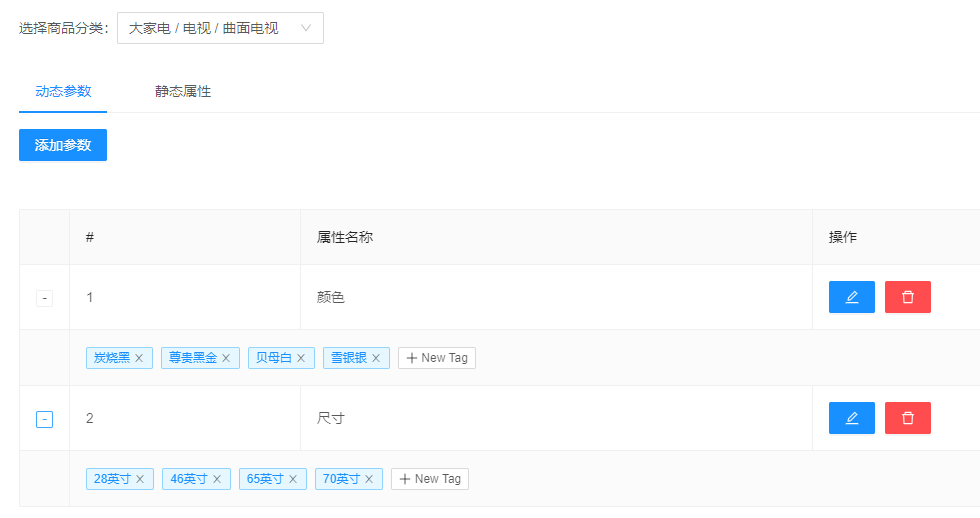 选择商品分类: 大家电 / 电视 / 曲面电视
动态参数 静态属性
添加参数
# 属性名称 操作
- 1 颜色
炭烧黑 尊贵黑金 贝母白 雪银银 + New Tag
- 2 尺寸
28英寸 46英寸 65英寸 70英寸 + New Tag